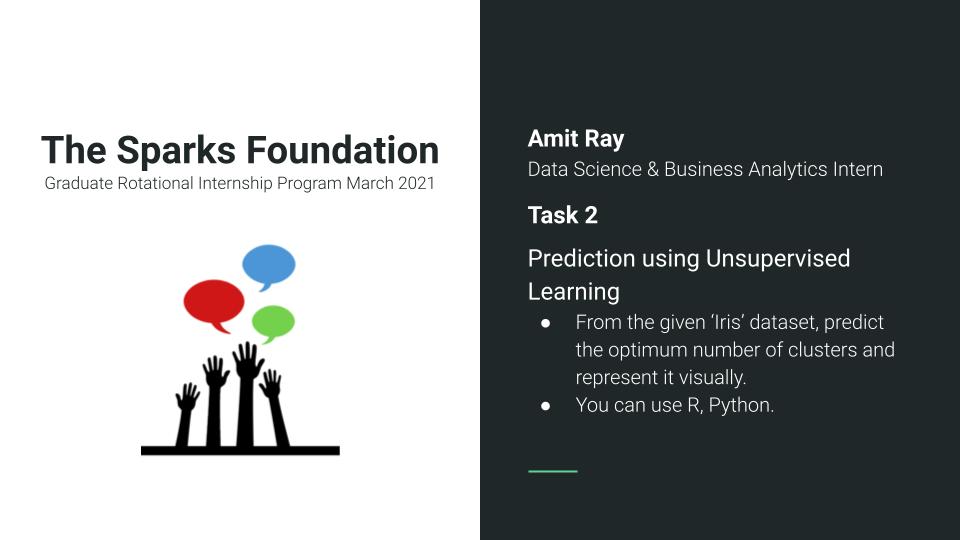 The Sparks Foundation
Graduate Rotational Internship Program March 2021
Amit Ray
Data Science & Business Analytics Intern
Task 2
Prediction using Unsupervised
Learning
● From the given ‘Iris’ dataset, predict
the optimum number of clusters and
represent it visually.
● You can use R, Python.